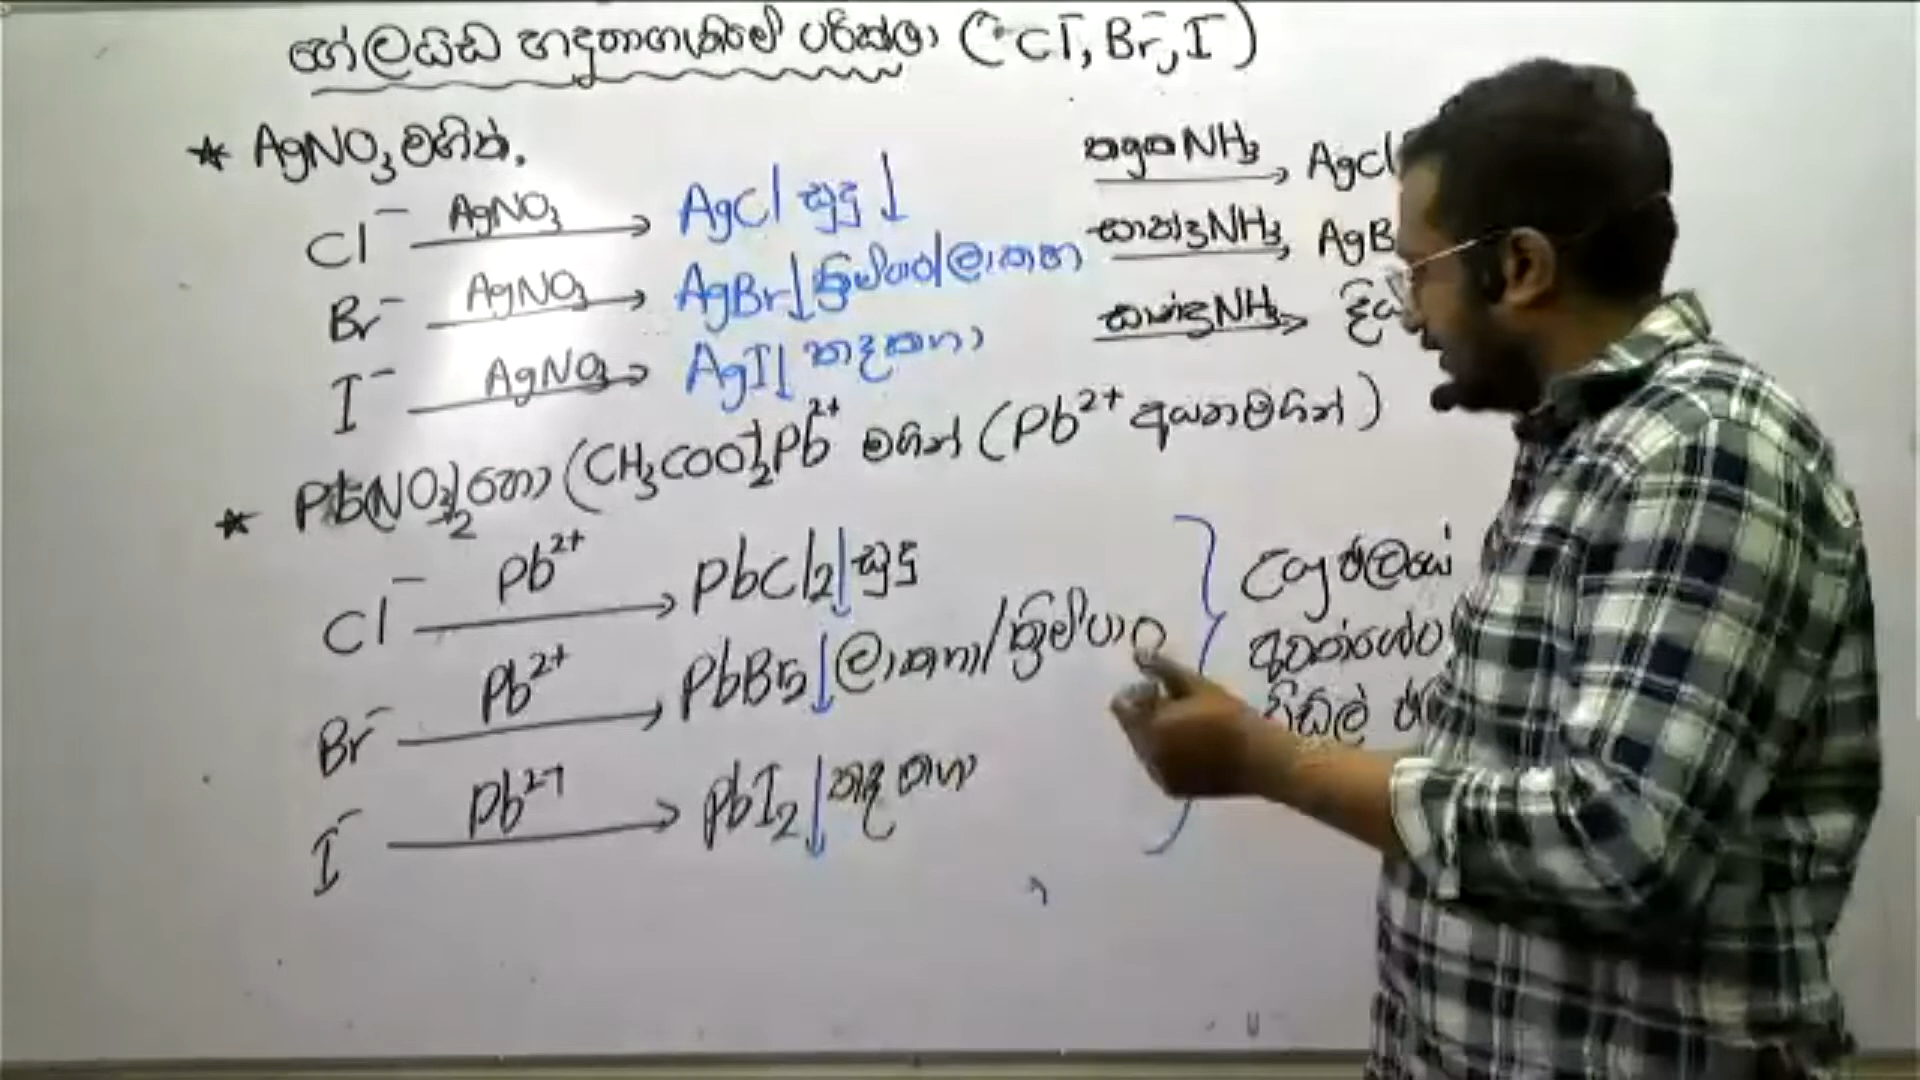 හේලයිඩ හඳුනාගැනීමේ පරීක්ෂා (Cl⁻, Br⁻, I⁻)
★ AgNO₃ මගින්.
Cl⁻ AgNO₃ → AgCl සුදු ↓ තනුක NH₃ → AgCl
Br⁻ AgNO₃ → AgBr ↓ ක්‍රීම්පාට/ලා කහ සාන්ද්‍ර NH₃ → AgB
I⁻ AgNO₃ → AgI ↓ තද කහ සාන්ද්‍ර NH₃ →
★ Pb(NO₃)₂ හෝ (CH₃COO⁻)₂Pb²⁺ මගින් (Pb²⁺ අයන මගින්)
Cl⁻ Pb²⁺ → PbCl₂ ↓ සුදු
Br⁻ Pb²⁺ → PbBr₂ ↓ ලා කහ/ක්‍රීම් පාට
I⁻ Pb²⁺ → PbI₂ ↓ තද කහ